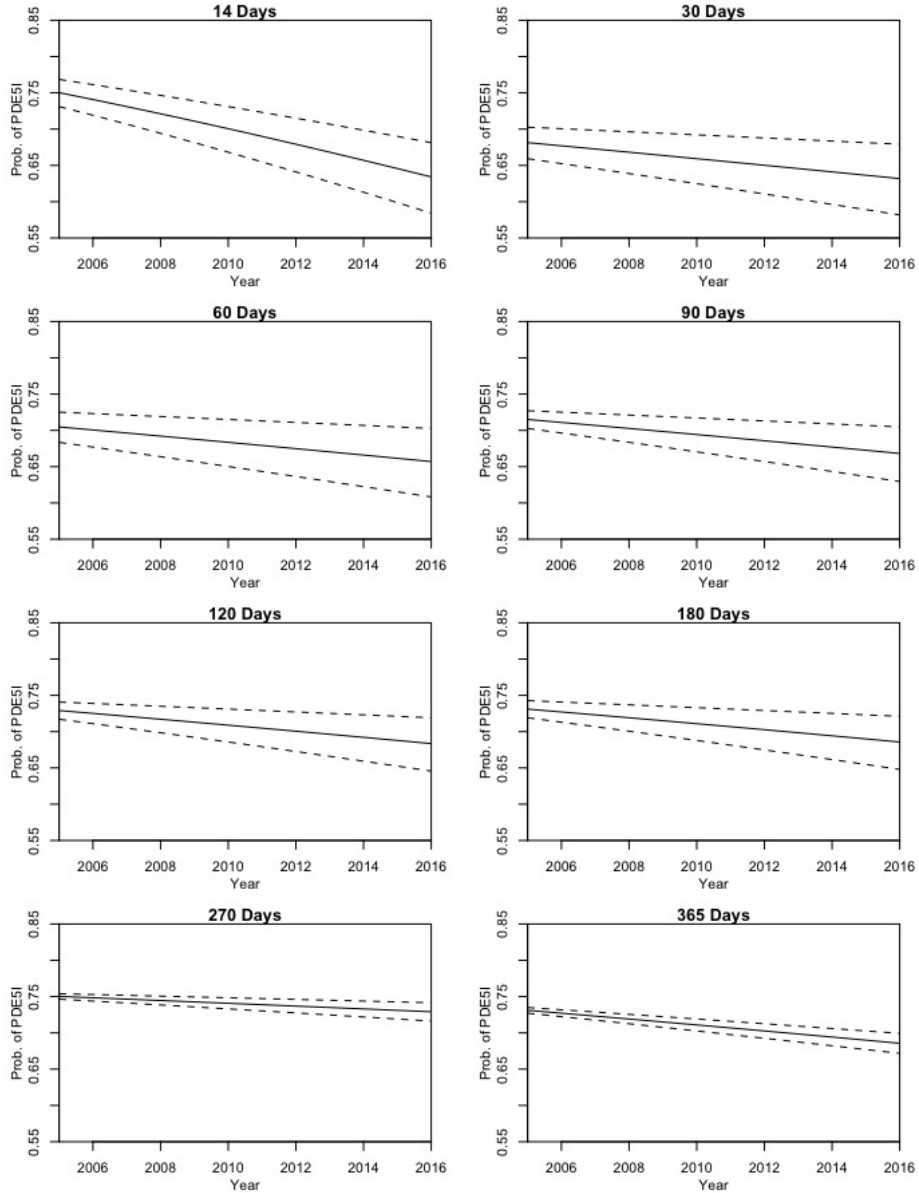 14 Days
Prob. of PDE5I
0.85
0.75
0.65
0.55
2006 2008 2010 2012 2014 2016
Year
30 Days
Prob. of PDE5I
0.85
0.75
0.65
0.55
2006 2008 2010 2012 2014 2016
Year
60 Days
Prob. of PDE5I
0.85
0.75
0.65
0.55
2006 2008 2010 2012 2014 2016
Year
90 Days
Prob. of PDE5I
0.85
0.75
0.65
0.55
2006 2008 2010 2012 2014 2016
Year
120 Days
Prob. of PDE5I
0.85
0.75
0.65
0.55
2006 2008 2010 2012 2014 2016
Year
180 Days
Prob. of PDE5I
0.85
0.75
0.65
0.55
2006 2008 2010 2012 2014 2016
Year
270 Days
Prob. of PDE5I
0.85
0.75
0.65
0.55
2006 2008 2010 2012 2014 2016
Year
365 Days
Prob. of PDE5I
0.85
0.75
0.65
0.55
2006 2008 2010 2012 2014 2016
Year